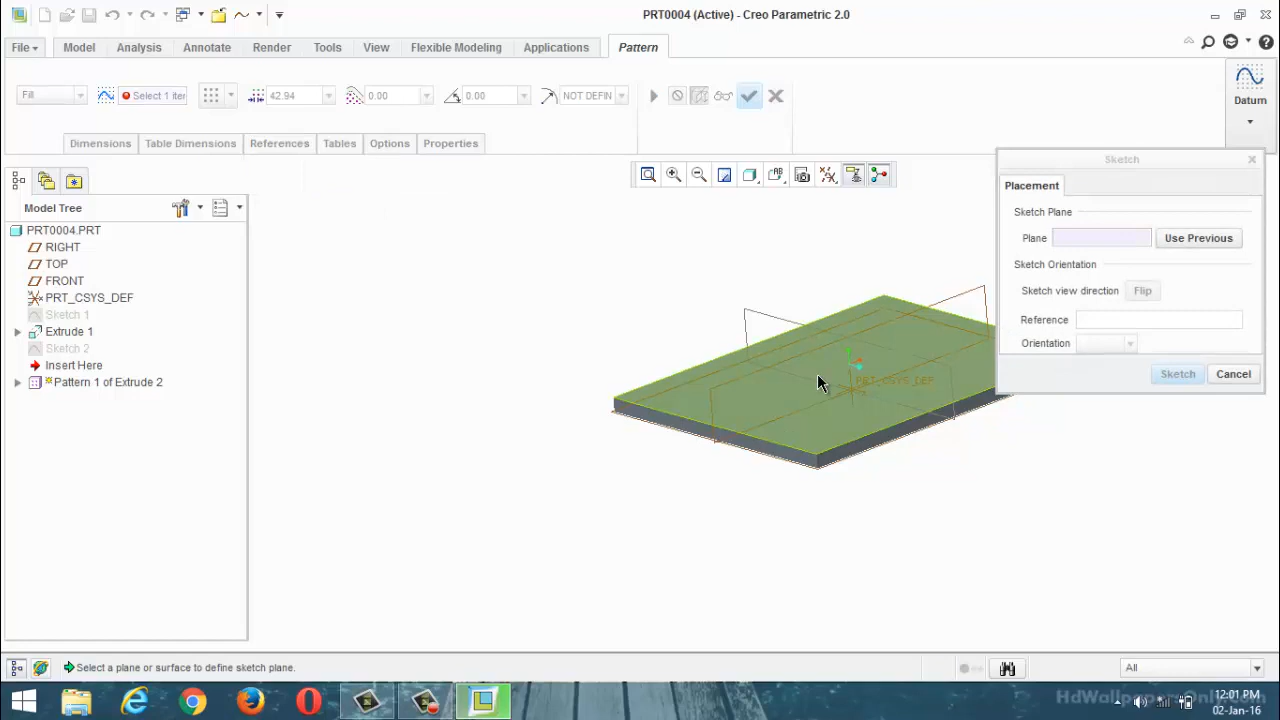 PRT0004 (Active) - Creo Parametric 2.0
File Model Analysis Annotate Render Tools View Flexible Modeling Applications Pattern
Fill Select 1 iter 42.94 0.00 0.00 NOT DEFIN
Datum
Dimensions Table Dimensions References Tables Options Properties
Sketch
Placement
Sketch Plane
Plane Use Previous
Sketch Orientation
Sketch view direction Flip
Reference
Orientation
Sketch Cancel
Model Tree
PRT0004.PRT
RIGHT
TOP
FRONT
PRT_CSYS_DEF
Sketch 1
Extrude 1
Sketch 2
Insert Here
Pattern 1 of Extrude 2
PRT_CSYS_DEF
Select a plane or surface to define sketch plane.
All
HdWallpapersOnly.com
12:01 PM
02-Jan-16